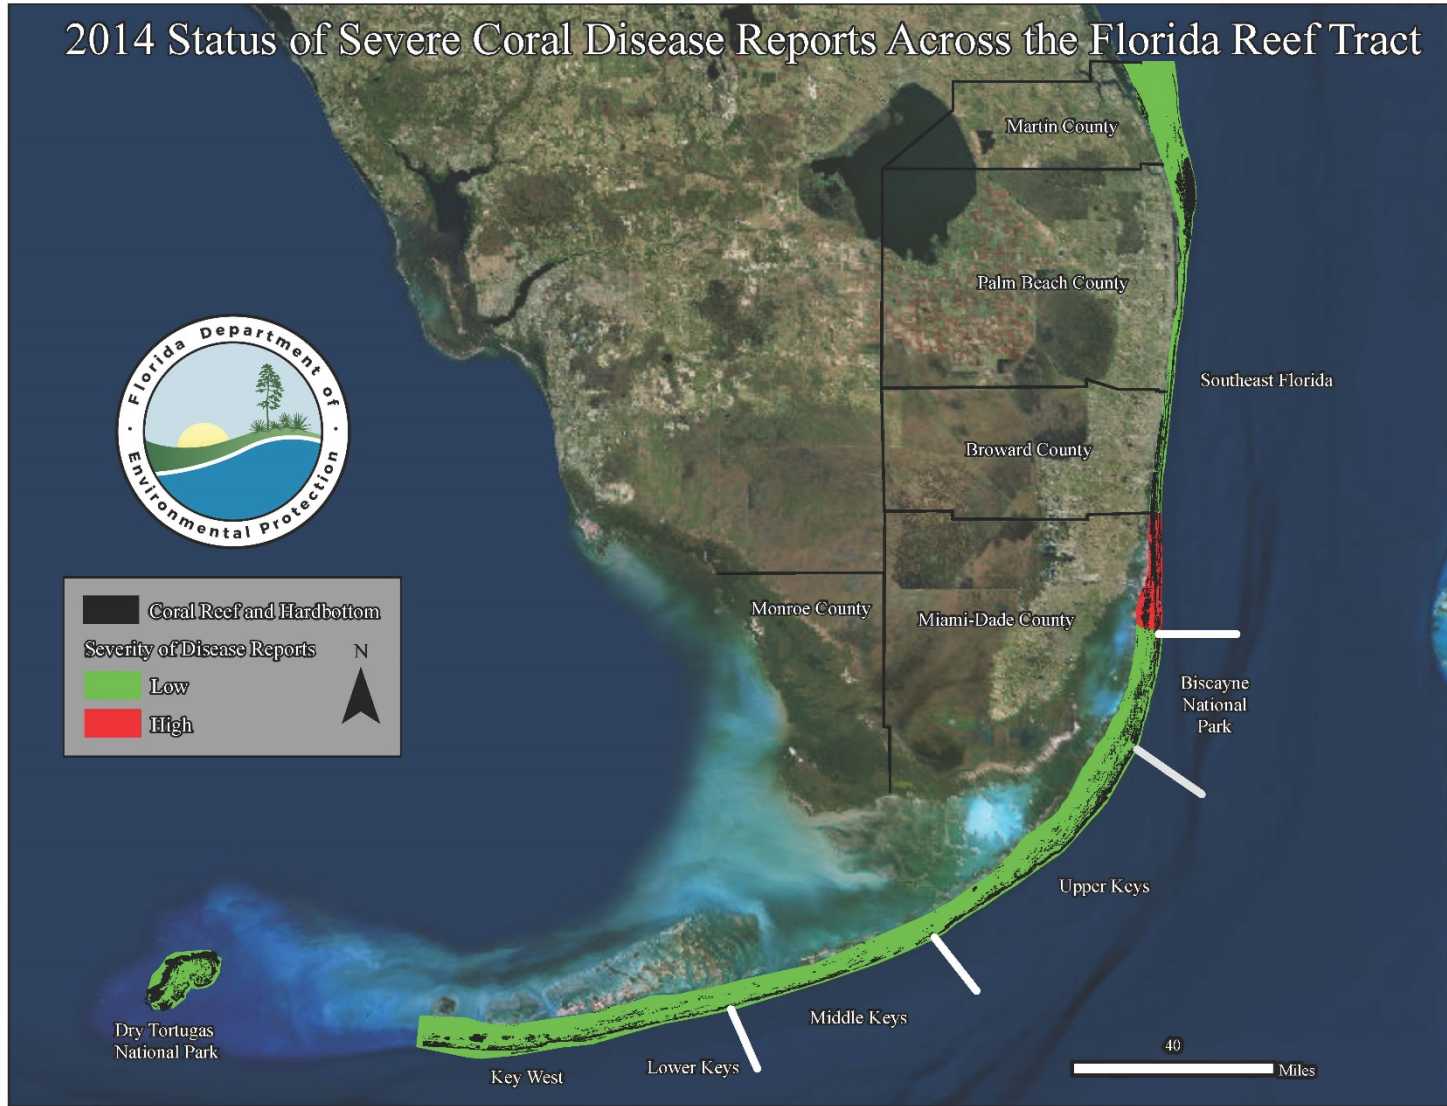 2014 Status of Severe Coral Disease Reports Across the Florida Reef Tract
Martin County
Palm Beach County
Southeast Florida
Broward County
Florida Department of
Environmental Protection
Coral Reef and Hardbottom
Severity of Disease Reports
N
Low
High
Monroe County
Miami-Dade County
Biscayne
National
Park
Upper Keys
Middle Keys
Lower Keys
Key West
Dry Tortugas
National Park
40
Miles